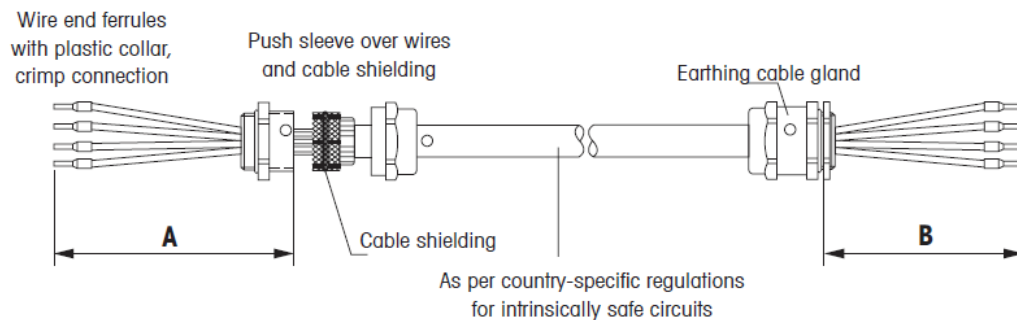 Wire end ferrules
with plastic collar,
crimp connection
Push sleeve over wires
and cable shielding
Earthing cable gland
A
B
Cable shielding
As per country-specific regulations
for intrinsically safe circuits